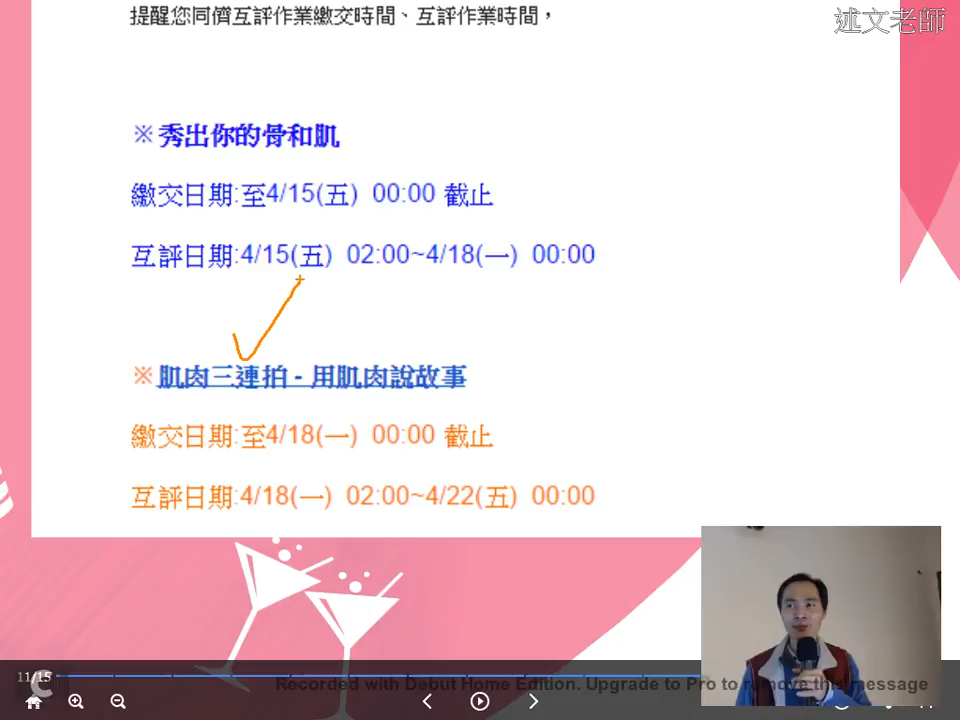 提醒您同儕互評作業繳交時間、互評作業時間，
述文老師
※秀出你的骨和肌
繳交日期:至4/15(五) 00:00 截止
互評日期:4/15(五) 02:00~4/18(一) 00:00
※肌肉三連拍 - 用肌肉說故事
繳交日期:至4/18(一) 00:00 截止
互評日期:4/18(一) 02:00~4/22(五) 00:00
11/15
Recorded with Debut Home Edition. Upgrade to Pro to remove this message